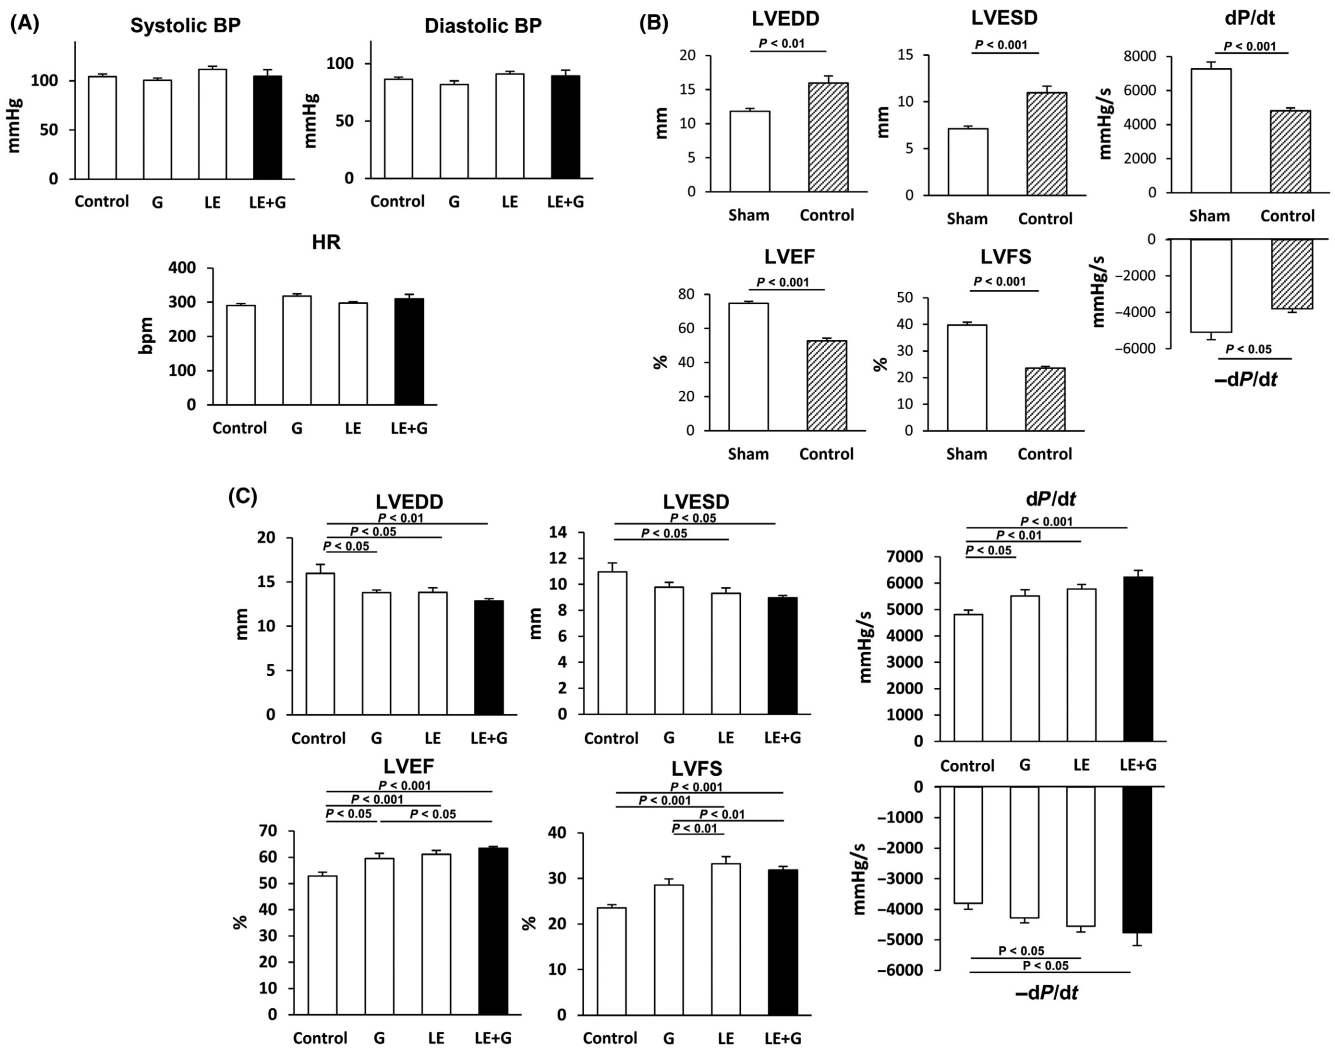 (A)
Systolic BP
mmHg
100
50
0
Control G LE LE+G
Diastolic BP
mmHg
100
50
0
Control G LE LE+G
HR
bpm
400
300
200
100
0
Control G LE LE+G
(B)
LVEDD
P < 0.01
mm
20
15
10
5
0
Sham Control
LVESD
P < 0.001
mm
15
10
5
0
Sham Control
dP/dt
P < 0.001
mmHg/s
8000
6000
4000
2000
0
Sham Control
LVEF
P < 0.001
%
80
60
40
20
0
Sham Control
LVFS
P < 0.001
%
50
40
30
20
10
0
Sham Control
mmHg/s
0
−2000
−4000
−6000
P < 0.05
−dP/dt
(C)
LVEDD
P < 0.01
P < 0.05
P < 0.05
mm
20
15
10
5
0
Control G LE LE+G
LVESD
P < 0.05
P < 0.05
mm
14
12
10
8
6
4
2
0
Control G LE LE+G
dP/dt
P < 0.001
P < 0.01
P < 0.05
mmHg/s
7000
6000
5000
4000
3000
2000
1000
0
Control G LE LE+G
LVEF
P < 0.001
P < 0.001
P < 0.05 P < 0.05
%
70
60
50
40
30
20
10
0
Control G LE LE+G
LVFS
P < 0.001
P < 0.001
P < 0.01
P < 0.01
%
40
30
20
10
0
Control G LE LE+G
mmHg/s
0
−1000
−2000
−3000
−4000
−5000
−6000
P < 0.05
P < 0.05
−dP/dt